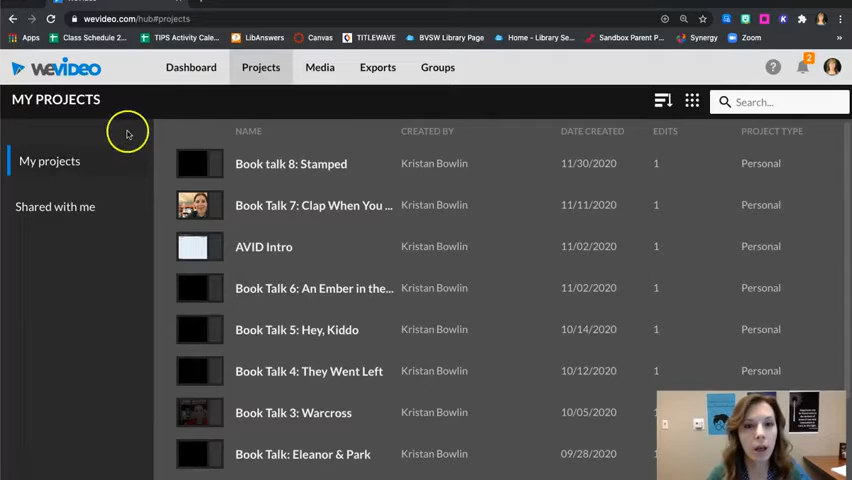 wevideo.com/hub#projects
Apps Class Schedule 2... TIPS Activity Cale... LibAnswers Canvas TITLEWAVE BVSW Library Page Home - Library Se... Sandbox Parent P... Synergy Zoom »
WEVIDEO Dashboard Projects Media Exports Groups ? 2
MY PROJECTS Search...
NAME CREATED BY DATE CREATED EDITS PROJECT TYPE
My projects
Shared with me
Book talk 8: Stamped Kristan Bowlin 11/30/2020 1 Personal
Book Talk 7: Clap When You ... Kristan Bowlin 11/11/2020 1 Personal
AVID Intro Kristan Bowlin 11/02/2020 1 Personal
Book Talk 6: An Ember in the... Kristan Bowlin 11/02/2020 1 Personal
Book Talk 5: Hey, Kiddo Kristan Bowlin 10/14/2020 1 Personal
Book Talk 4: They Went Left Kristan Bowlin 10/12/2020 1 Personal
Book Talk 3: Warcross Kristan Bowlin 10/05/2020 1
Book Talk: Eleanor & Park Kristan Bowlin 09/28/2020 1